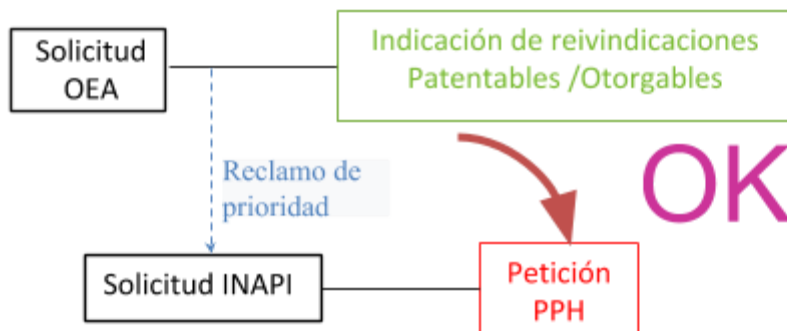 Solicitud
OEA
Indicación de reivindicaciones
Patentables /Otorgables
Reclamo de
prioridad
OK
Solicitud INAPI
Petición
PPH